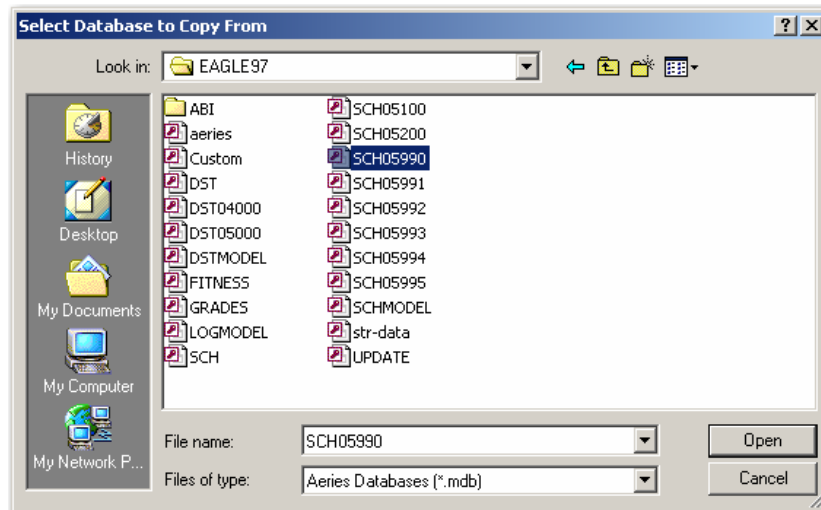 Select Database to Copy From
Look in: EAGLE97
History
Desktop
My Documents
My Computer
My Network P...
ABI
aeries
Custom
DST
DST04000
DST05000
DSTMODEL
FITNESS
GRADES
LOGMODEL
SCH
SCH05100
SCH05200
SCH05990
SCH05991
SCH05992
SCH05993
SCH05994
SCH05995
SCHMODEL
str-data
UPDATE
File name: SCH05990 Open
Files of type: Aeries Databases (*.mdb) Cancel